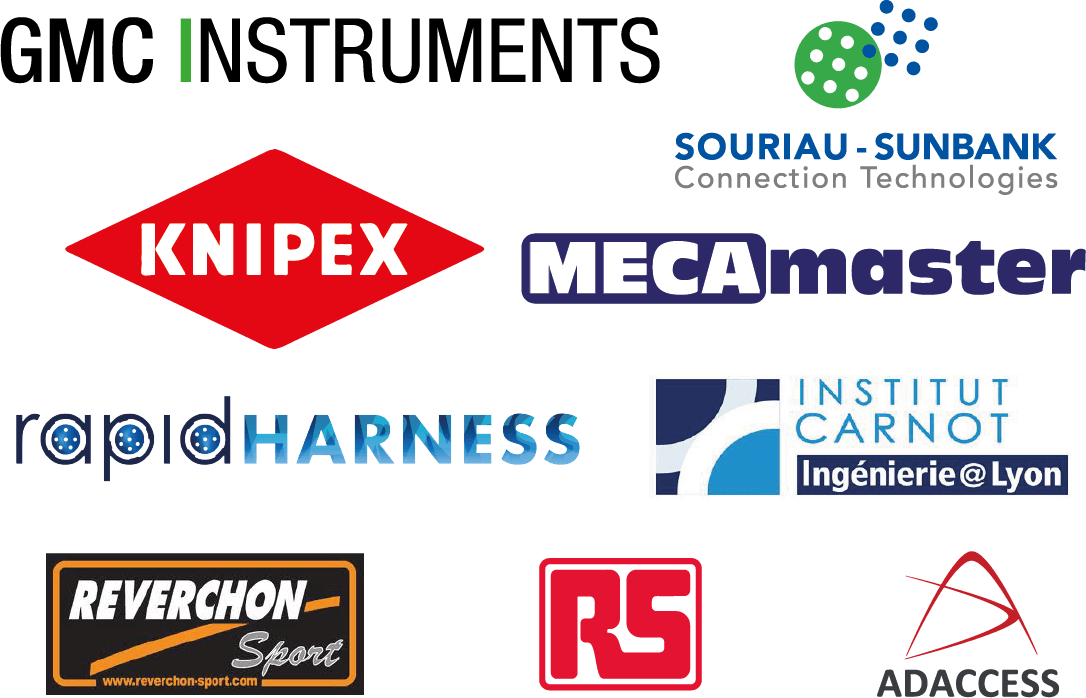 GMC INSTRUMENTS
SOURIAU - SUNBANK
Connection Technologies
KNIPEX
MECAmaster
rapidHARNESS
INSTITUT
CARNOT
Ingénierie@Lyon
REVERCHON
Sport
www.reverchon-sport.com
RS
ADACCESS